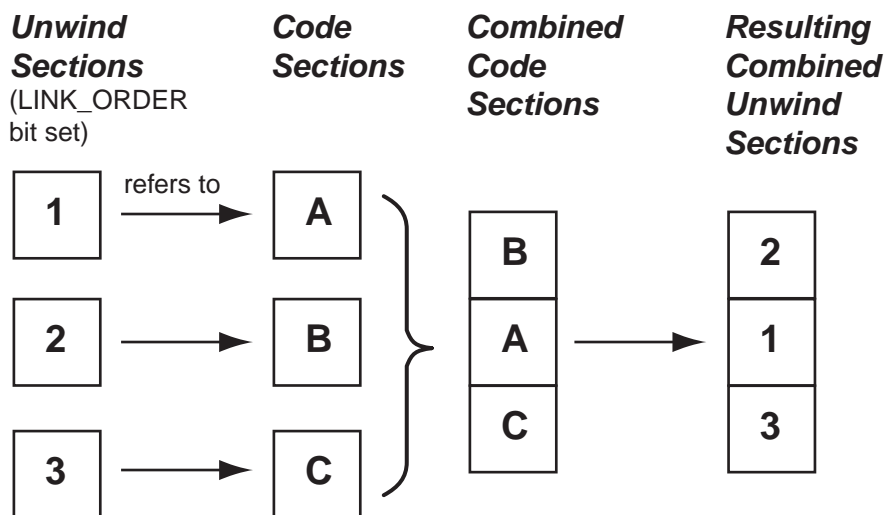 Unwind
Sections
(LINK_ORDER
bit set)
Code
Sections
Combined
Code
Sections
Resulting
Combined
Unwind
Sections
1
refers to
A
2
B
3
C
B
A
C
2
1
3